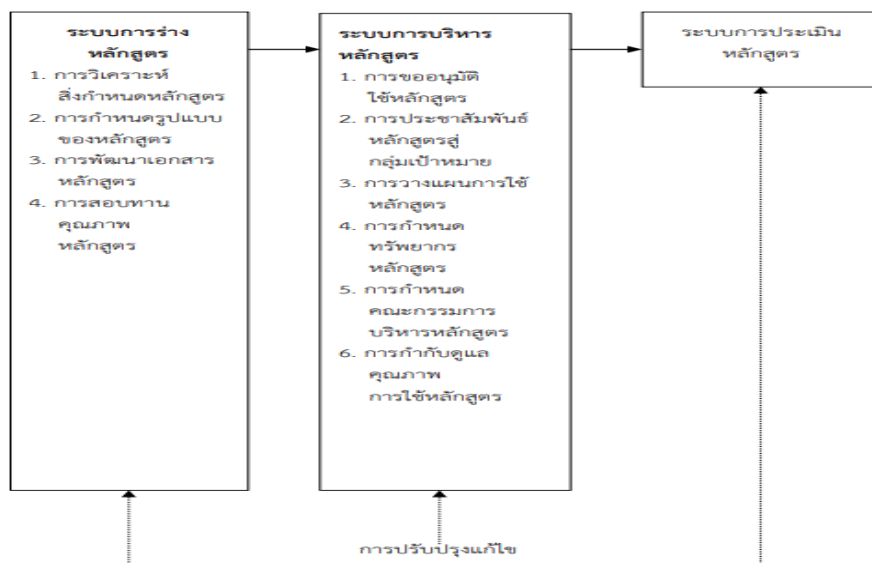 ระบบการร่าง
หลักสูตร
1. การวิเคราะห์
สิ่งกำหนดหลักสูตร
2. การกำหนดรูปแบบ
ของหลักสูตร
3. การพัฒนาเอกสาร
หลักสูตร
4. การสอบทาน
คุณภาพ
หลักสูตร
ระบบการบริหาร
หลักสูตร
1. การขออนุมัติ
ใช้หลักสูตร
2. การประชาสัมพันธ์
หลักสูตรสู่
กลุ่มเป้าหมาย
3. การวางแผนการใช้
หลักสูตร
4. การกำหนด
ทรัพยากร
หลักสูตร
5. การกำหนด
คณะกรรมการ
บริหารหลักสูตร
6. การกำกับดูแล
คุณภาพ
การใช้หลักสูตร
ระบบการประเมิน
หลักสูตร
การปรับปรุงแก้ไข